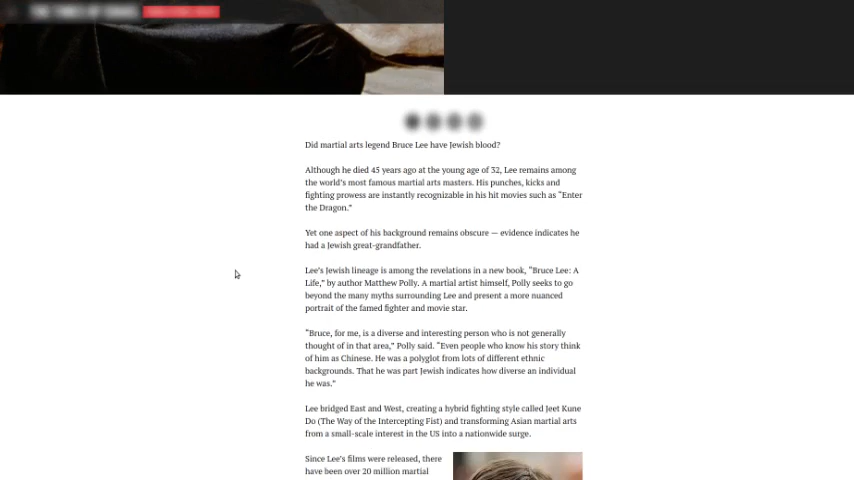 Did martial arts legend Bruce Lee have Jewish blood?
Although he died 45 years ago at the young age of 32, Lee remains among
the world's most famous martial arts masters. His punches, kicks and
fighting prowess are instantly recognizable in his hit movies such as "Enter
the Dragon."
Yet one aspect of his background remains obscure — evidence indicates he
had a Jewish great-grandfather.
Lee's Jewish lineage is among the revelations in a new book, "Bruce Lee: A
Life," by author Matthew Polly. A martial artist himself, Polly seeks to go
beyond the many myths surrounding Lee and present a more nuanced
portrait of the famed fighter and movie star.
"Bruce, for me, is a diverse and interesting person who is not generally
thought of in that area," Polly said. "Even people who know his story think
of him as Chinese. He was a polyglot from lots of different ethnic
backgrounds. That he was part Jewish indicates how diverse an individual
he was."
Lee bridged East and West, creating a hybrid fighting style called Jeet Kune
Do (The Way of the Intercepting Fist) and transforming Asian martial arts
from a small-scale interest in the US into a nationwide surge.
Since Lee's films were released, there
have been over 20 million martial